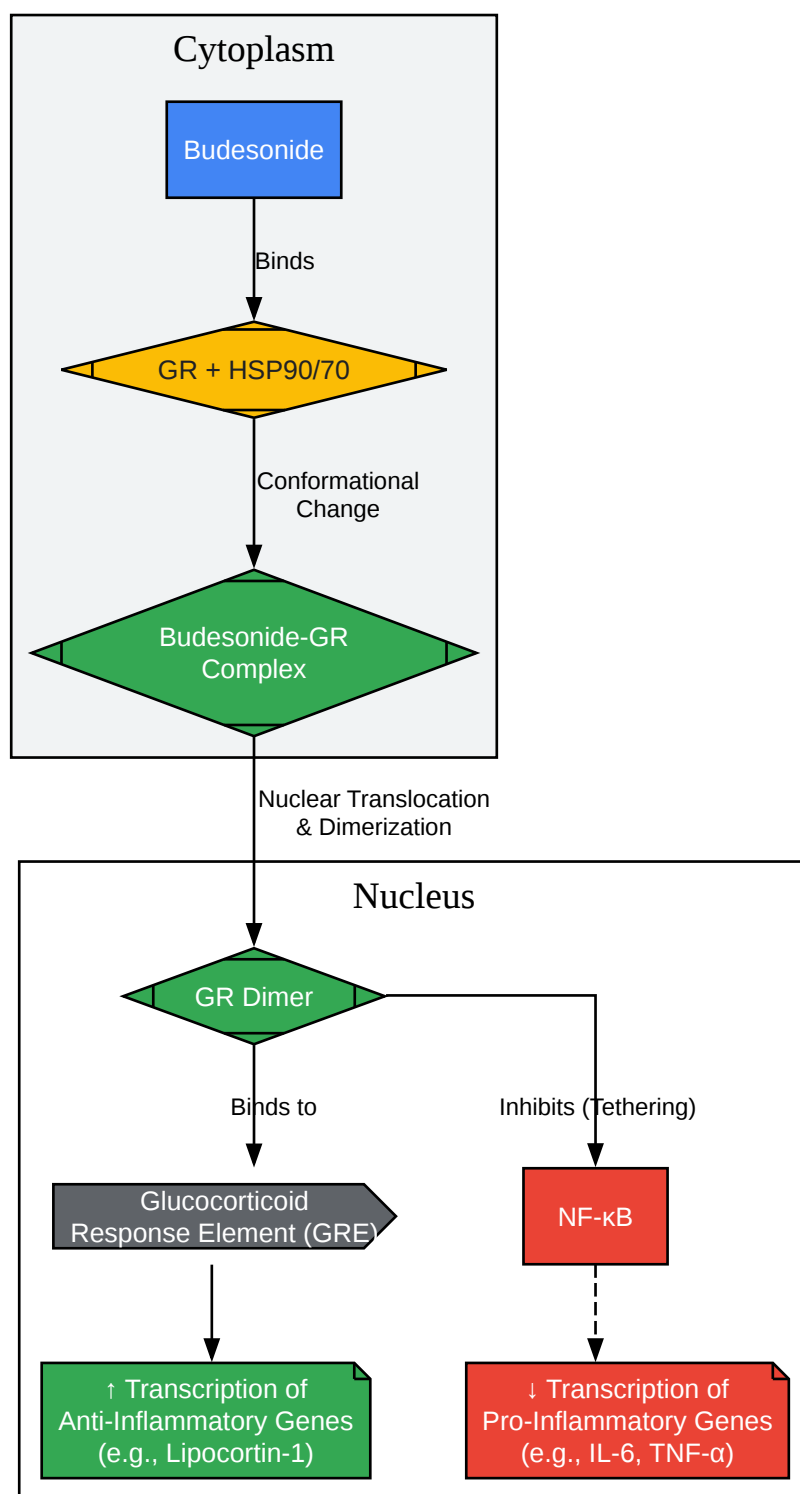 Cytoplasm
Budesonide
Binds
GR + HSP90/70
Conformational
Change
Budesonide-GR
Complex
Nuclear Translocation
& Dimerization
Nucleus
GR Dimer
Binds to
Inhibits (Tethering)
Glucocorticoid
Response Element (GRE)
NF-κB
↑ Transcription of
Anti-Inflammatory Genes
(e.g., Lipocortin-1)
↓ Transcription of
Pro-Inflammatory Genes
(e.g., IL-6, TNF-α)